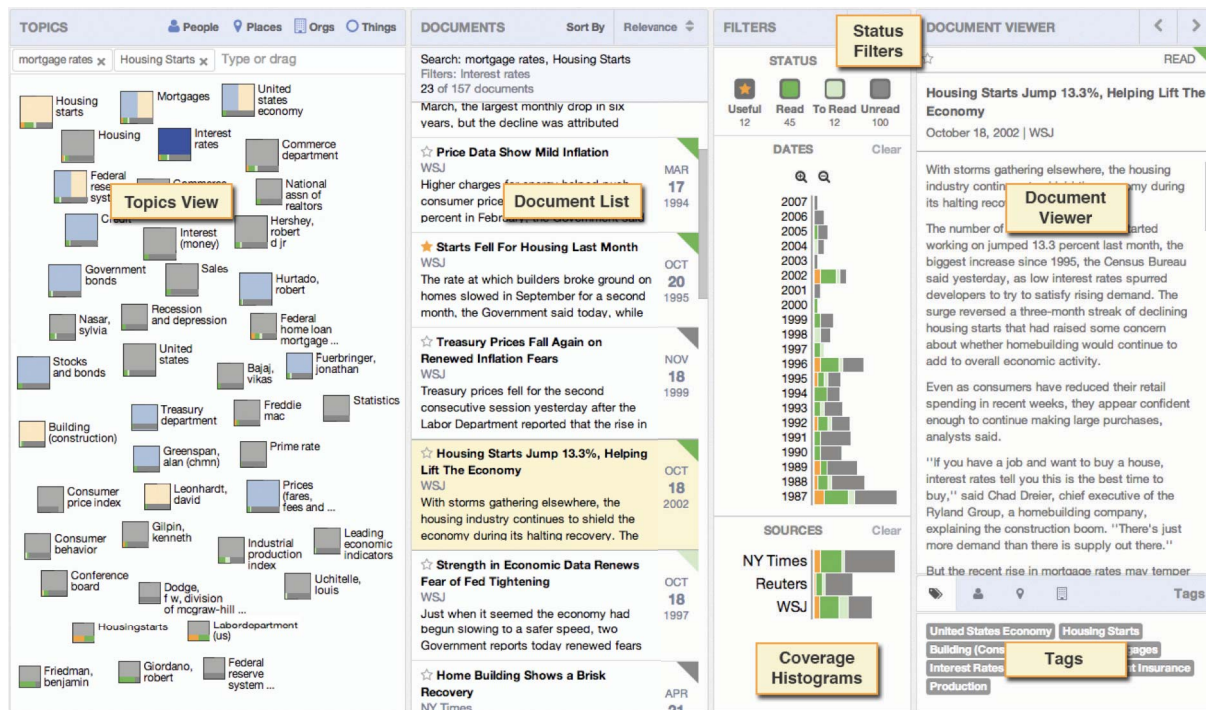 TOPICS
People
Places
Orgs
Things
mortgage rates x
Housing Starts x
Type or drag
Housing
starts
Mortgages
United
states
economy
Housing
Interest
rates
Commerce
department
Federal
National
assn of
realtors
Topics View
Interest
(money)
Hershey,
robert
d jr
Government
bonds
Sales
Hurtado,
robert
Nasar,
sylvia
Recession
and depression
Federal
home loan
mortgage ...
Stocks
and bonds
United
states
Bajaj,
vikas
Fuerbringer,
jonathan
Treasury
department
Freddie
mac
Statistics
Building
(construction)
Greenspan,
alan (chmn)
Prime rate
Consumer
price index
Leonhardt,
david
Prices
(fares,
fees and ...
Consumer
behavior
Gilpin,
kenneth
Industrial
production
index
Leading
economic
indicators
Conference
board
Dodge,
f w, division
of mcgraw-hill ...
Uchitelle,
louis
Housingstarts
Labordepartment
(us)
Friedman,
benjamin
Giordano,
robert
Federal
reserve
system ...
DOCUMENTS
Sort By
Relevance
Search: mortgage rates, Housing Starts
Filters: Interest rates
23 of 157 documents
March, the largest monthly drop in six
years, but the decline was attributed
Price Data Show Mild Inflation
WSJ
MAR
17
1994
Higher charges
consumer price
percent in February, the Government said
Document List
Starts Fell For Housing Last Month
WSJ
OCT
20
1995
The rate at which builders broke ground on
homes slowed in September for a second
month, the Government said today, while
Treasury Prices Fall Again on
Renewed Inflation Fears
WSJ
NOV
18
1999
Treasury prices fell for the second
consecutive session yesterday after the
Labor Department reported that the rise in
Housing Starts Jump 13.3%, Helping
Lift The Economy
WSJ
OCT
18
2002
With storms gathering elsewhere, the
housing industry continues to shield the
economy during its halting recovery. The
Strength in Economic Data Renews
Fear of Fed Tightening
WSJ
OCT
18
1997
Just when it seemed the economy had
begun slowing to a safer speed, two
Government reports today renewed fears
Home Building Shows a Brisk
Recovery
NY Times
APR
21
FILTERS
Status
Filters
STATUS
Useful
12
Read
45
To Read
12
Unread
100
DATES
Clear
2007
2006
2005
2004
2003
2002
2001
2000
1999
1998
1997
1996
1995
1994
1993
1992
1991
1990
1989
1988
1987
SOURCES
Clear
NY Times
Reuters
WSJ
Coverage
Histograms
DOCUMENT VIEWER
READ
Housing Starts Jump 13.3%, Helping Lift The
Economy
October 18, 2002 | WSJ
With storms gathering elsewhere, the housing
industry during
its halting
Document
Viewer
The number of
working on jumped 13.3 percent last month, the
biggest increase since 1995, the Census Bureau
said yesterday, as low interest rates spurred
developers to try to satisfy rising demand. The
surge reversed a three-month streak of declining
housing starts that had raised some concern
about whether homebuilding would continue to
add to overall economic activity.
Even as consumers have reduced their retail
spending in recent weeks, they appear confident
enough to continue making large purchases,
analysts said.
''If you have a job and want to buy a house,
interest rates tell you this is the best time to
buy,'' said Chad Dreier, chief executive of the
Ryland Group, a homebuilding company,
explaining the construction boom. ''There's just
more demand than there is supply out there.''
But the recent rise in mortgage rates may temper
Tags
United States Economy
Housing Starts
Building
Interest Rates
Insurance
Production
Tags